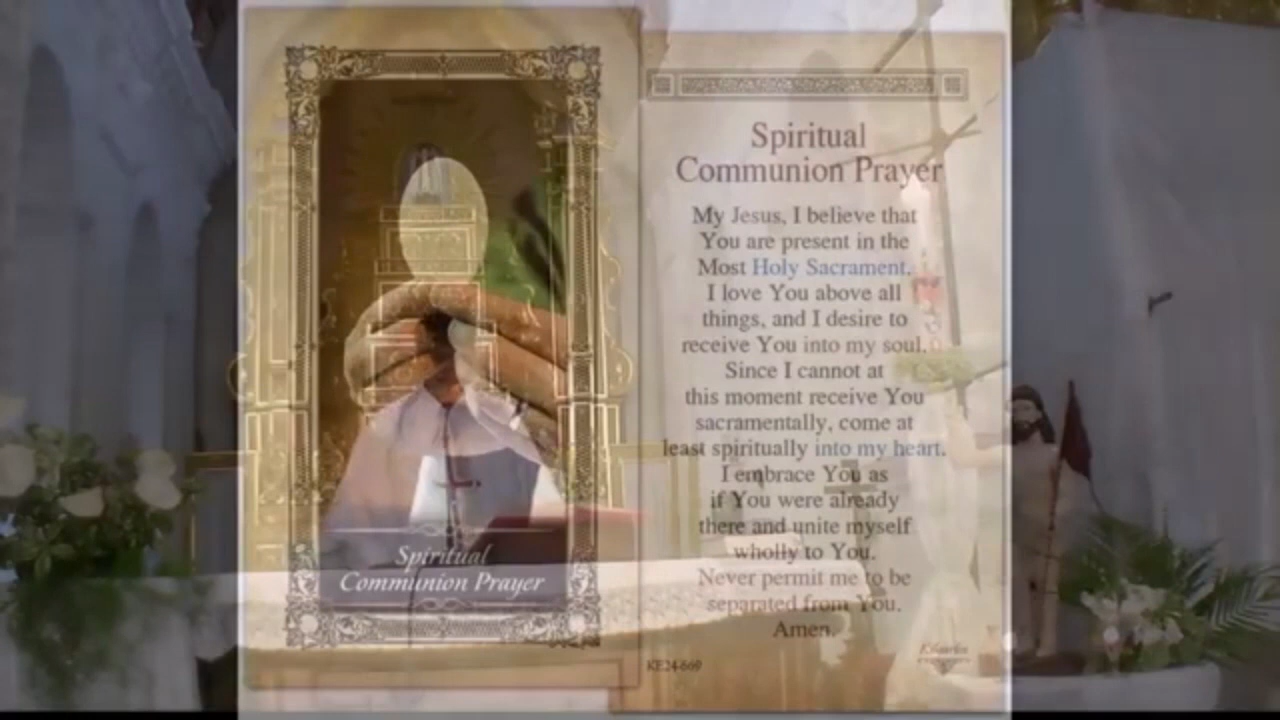 Spiritual
Communion Prayer
Spiritual
Communion Prayer
My Jesus, I believe that
You are present in the
Most Holy Sacrament.
I love You above all
things, and I desire to
receive You into my soul.
Since I cannot at
this moment receive You
sacramentally, come at
least spiritually into my heart.
I embrace You as
if You were already
there and unite myself
wholly to You.
Never permit me to be
separated from You.
Amen.
KE24-669